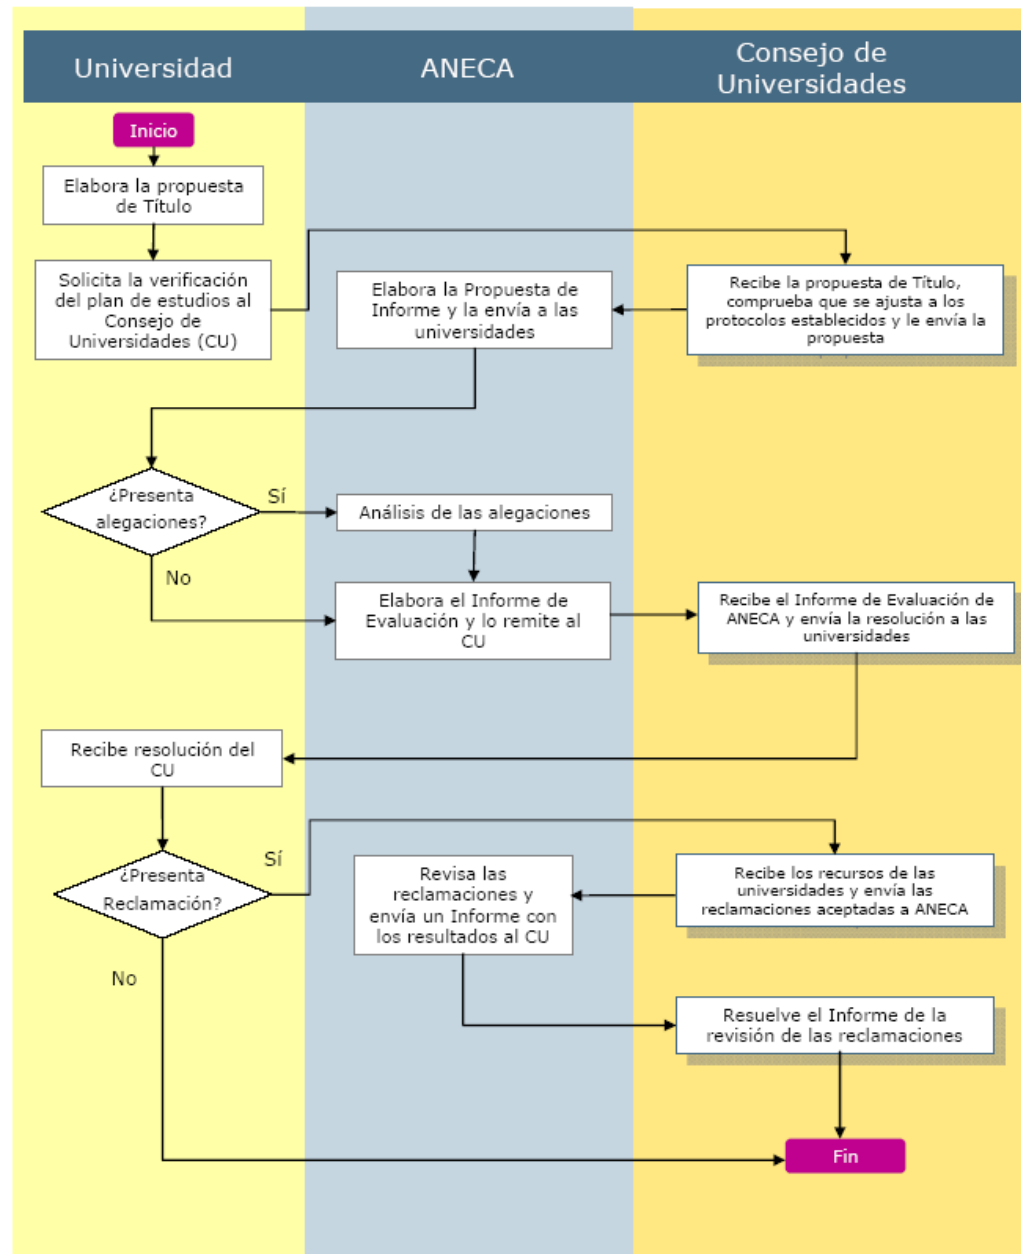 Universidad
ANECA
Consejo de
Universidades
Inicio
Elabora la propuesta
de Título
Solicita la verificación
del plan de estudios al
Consejo de
Universidades (CU)
Elabora la Propuesta de
Informe y la envía a las
universidades
Recibe la propuesta de Título,
comprueba que se ajusta a los
protocolos establecidos y le envía la
propuesta
¿Presenta
alegaciones?
Sí
No
Análisis de las alegaciones
Elabora el Informe de
Evaluación y lo remite al
CU
Recibe el Informe de Evaluación de
ANECA y envía la resolución a las
universidades
Recibe resolución del
CU
¿Presenta
Reclamación?
Sí
No
Revisa las
reclamaciones y
envía un Informe con
los resultados al CU
Recibe los recursos de las
universidades y envía las
reclamaciones aceptadas a ANECA
Resuelve el Informe de la
revisión de las reclamaciones
Fin